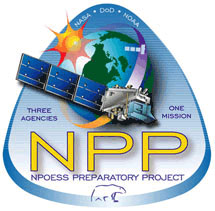 NASA • DoD • NOAA
THREE AGENCIES
ONE MISSION
NPP
NPOESS PREPARATORY PROJECT